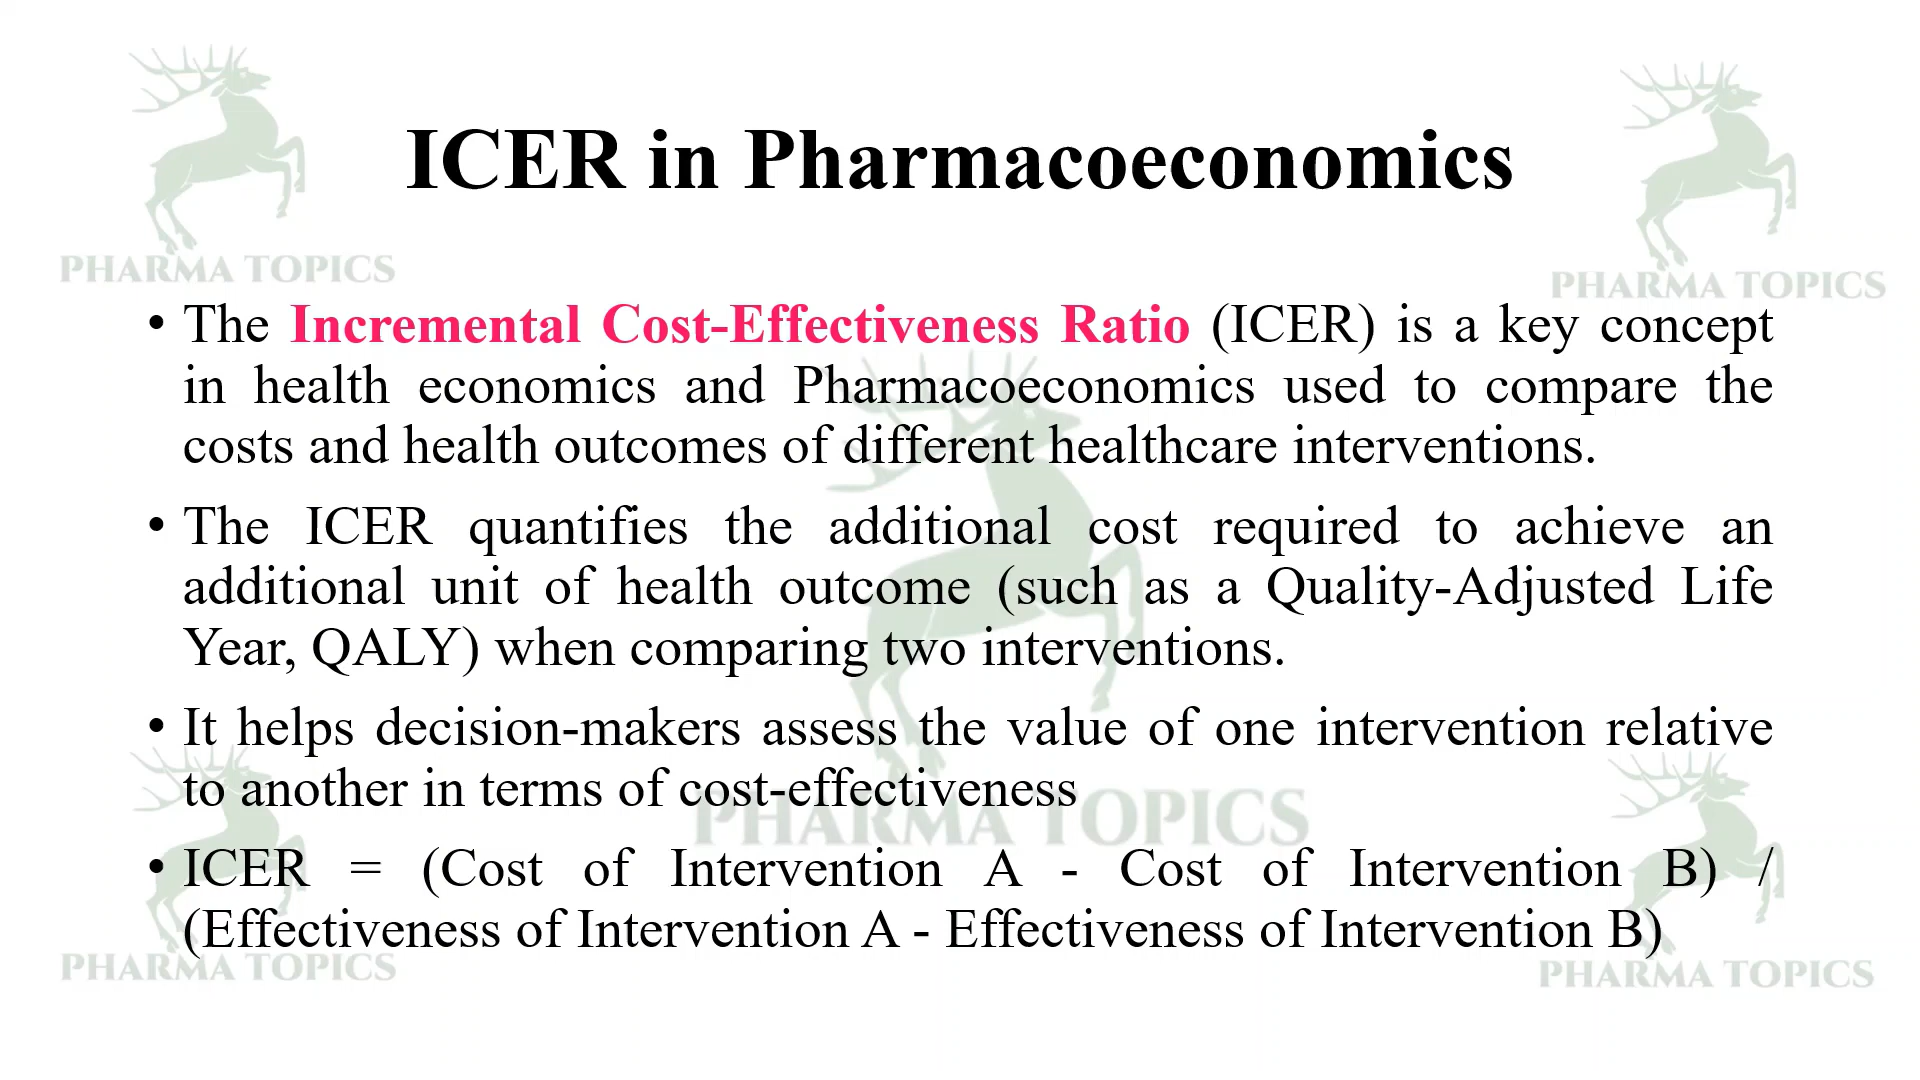 PHARMA TOPICS
PHARMA TOPICS
ICER in Pharmacoeconomics
• The Incremental Cost-Effectiveness Ratio (ICER) is a key concept
in health economics and Pharmacoeconomics used to compare the
costs and health outcomes of different healthcare interventions.
• The ICER quantifies the additional cost required to achieve an
additional unit of health outcome (such as a Quality-Adjusted Life
Year, QALY) when comparing two interventions.
• It helps decision-makers assess the value of one intervention relative
to another in terms of cost-effectiveness
PHARMA TOPICS
• ICER = (Cost of Intervention A - Cost of Intervention B) /
(Effectiveness of Intervention A - Effectiveness of Intervention B)
PHARMA TOPICS
PHARMA TOPICS